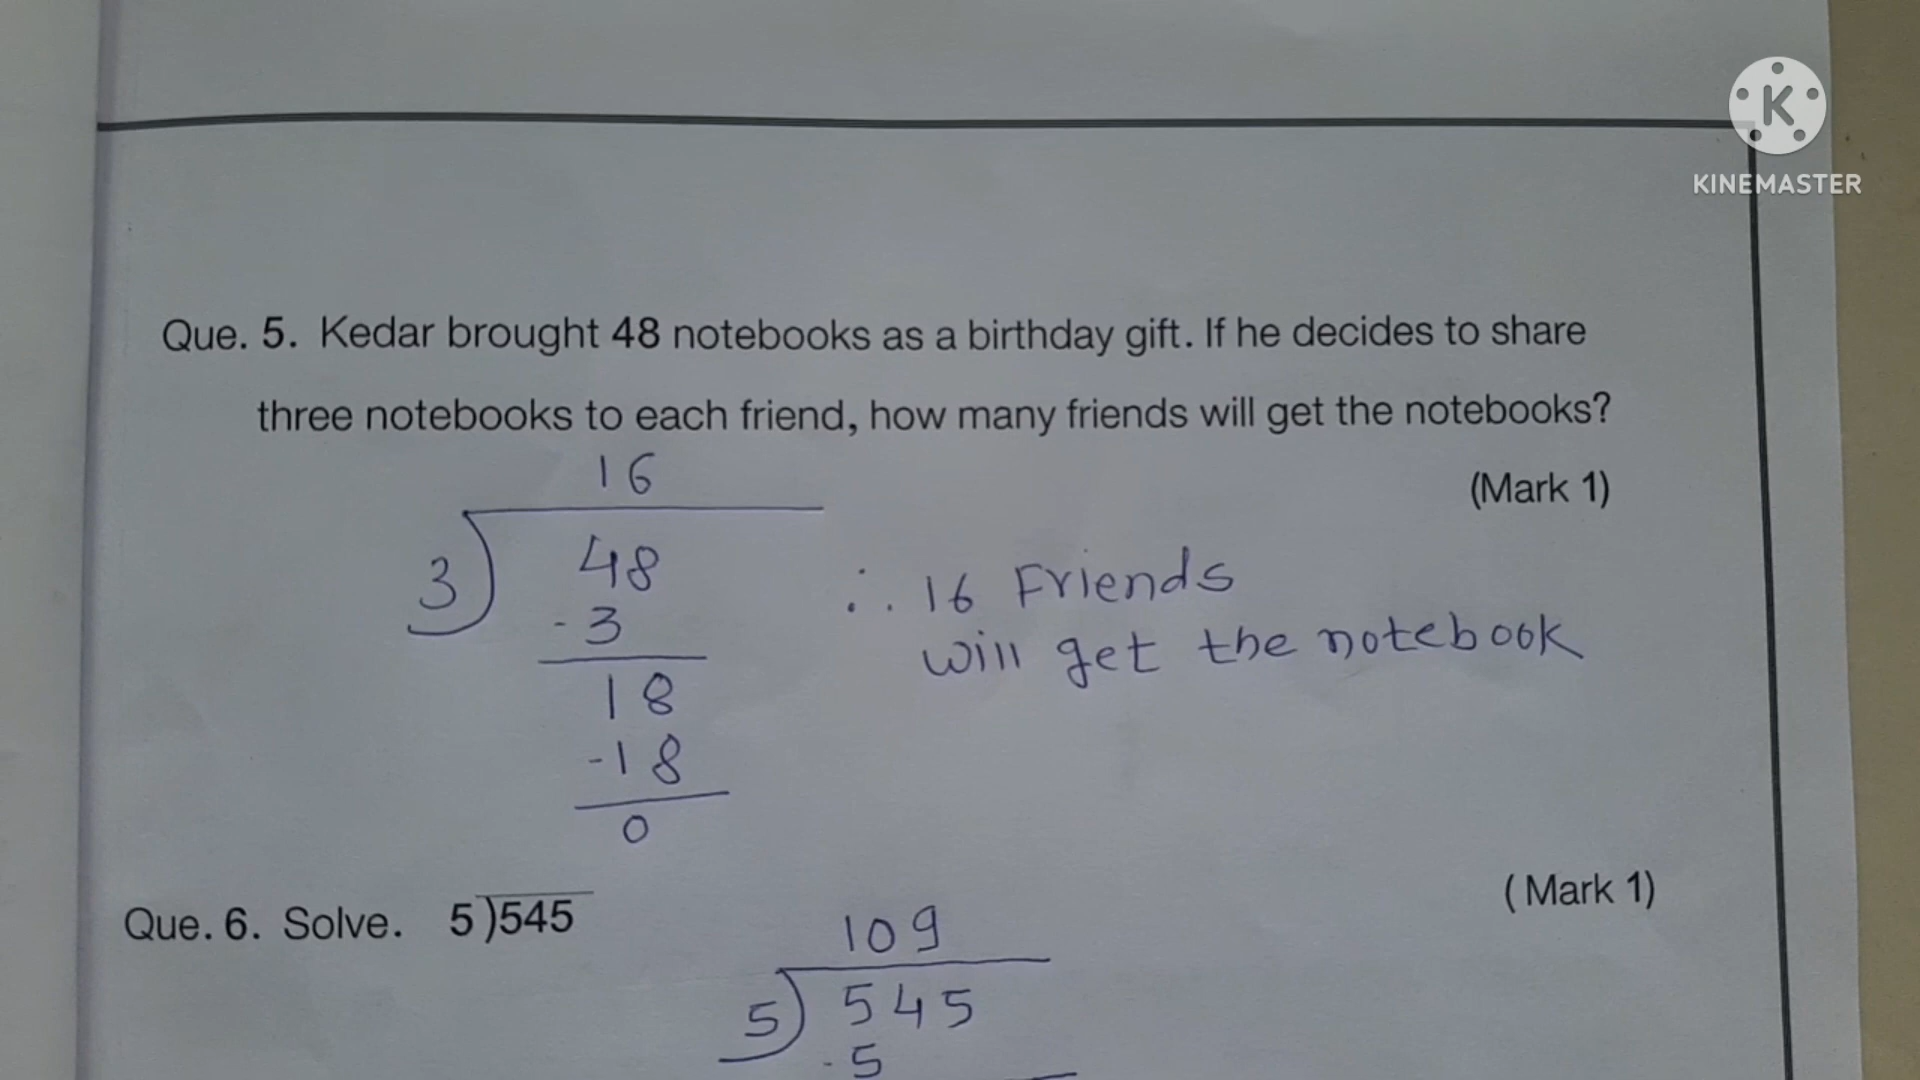 K
KINEMASTER
Que. 5. Kedar brought 48 notebooks as a birthday gift. If he decides to share
three notebooks to each friend, how many friends will get the notebooks?
(Mark 1)
16
3) 48
-3
18
-18
0
∴ 16 Friends
will get the notebook
Que. 6. Solve. 5)545
( Mark 1)
109
5) 545
-5